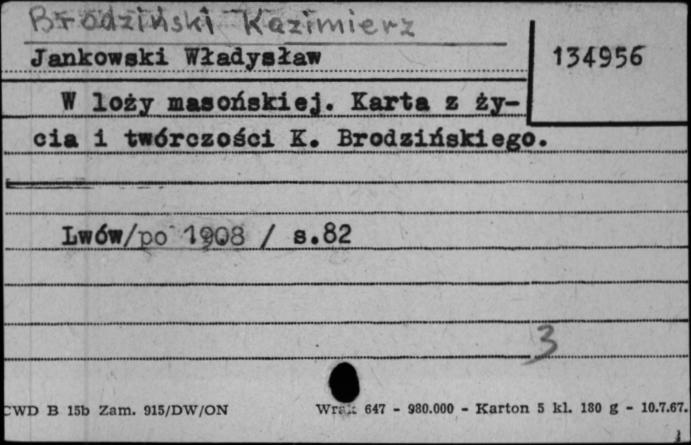 Brodziński Kazimierz
Jankowski Władysław
134956
W loży masońskiej. Karta z ży-
cia i twórczości K. Brodzińskiego.
Lwów/po 1908 / s.82
3
CWD B 15b Zam. 915/DW/ON
647 - 980.000 - Karton 5 kl. 180 g - 10.7.67.